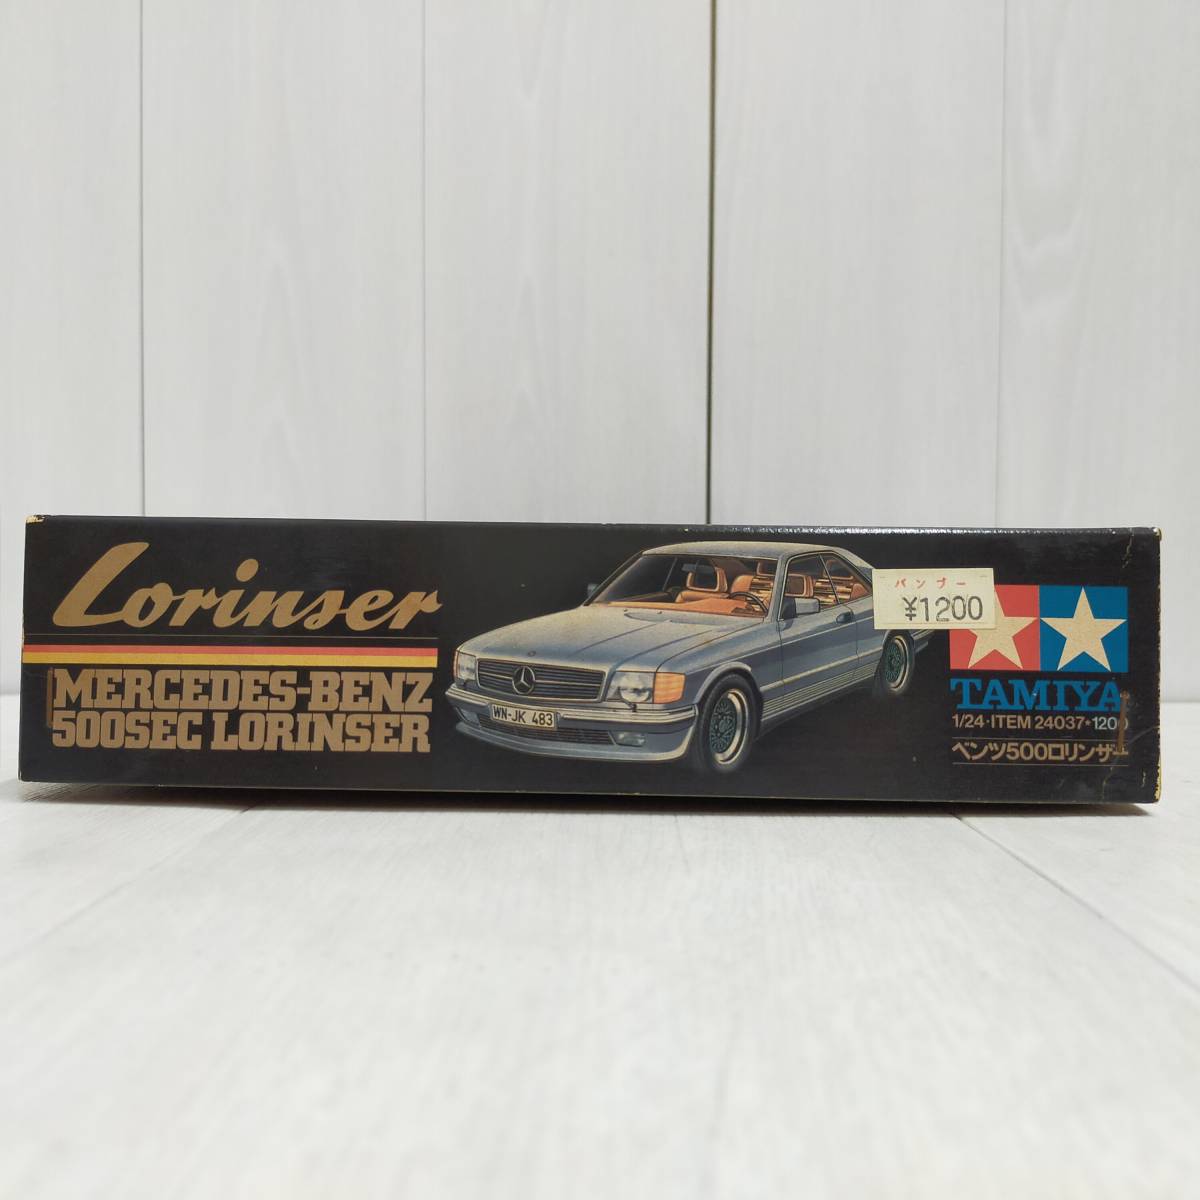 Lorinser
MERCEDES-BENZ
500SEC LORINSER
WN-JK 483
バンブー
¥1200
TAMIYA
1/24・ITEM 24037・1200
ベンツ500ロリンザー